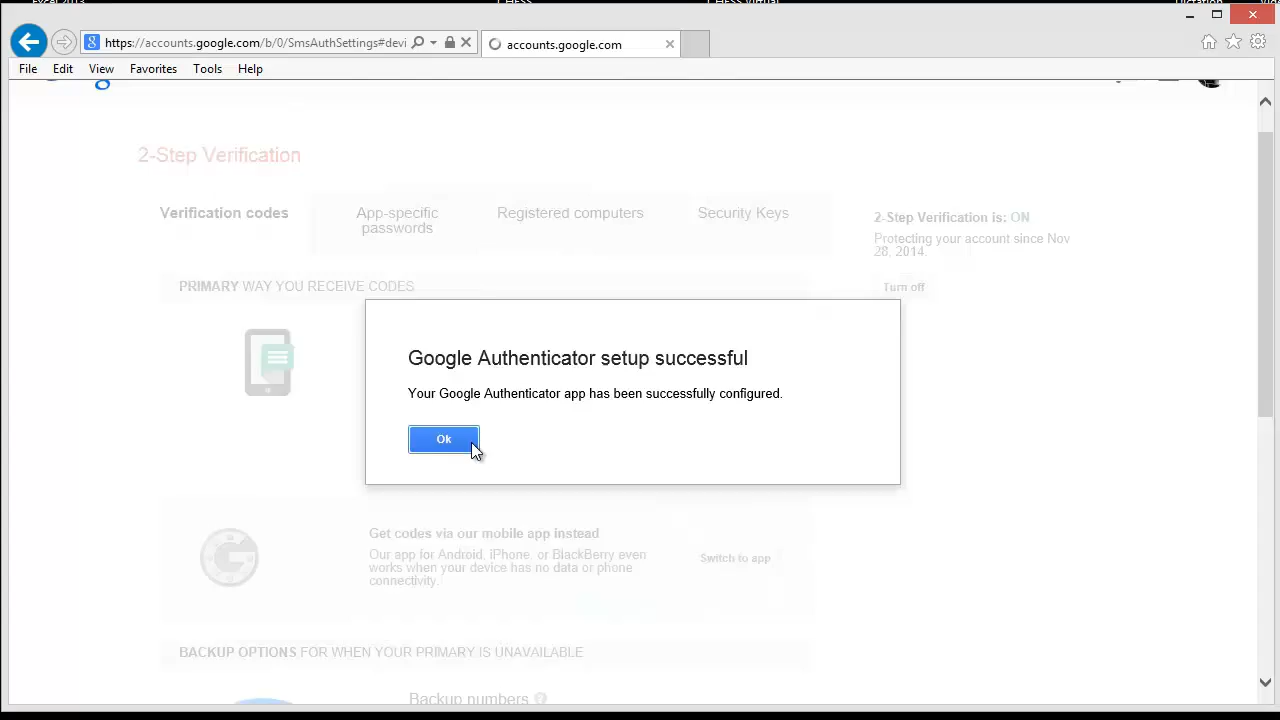 https://accounts.google.com/b/0/SmsAuthSettings#devi
accounts.google.com
File Edit View Favorites Tools Help
2-Step Verification
Verification codes
App-specific
passwords
Registered computers
Security Keys
2-Step Verification is: ON
Protecting your account since Nov
28, 2014.
Turn off
PRIMARY WAY YOU RECEIVE CODES
Google Authenticator setup successful
Your Google Authenticator app has been successfully configured.
Ok
Get codes via our mobile app instead
Our app for Android, iPhone, or BlackBerry even
works when your device has no data or phone
connectivity.
Switch to app
BACKUP OPTIONS FOR WHEN YOUR PRIMARY IS UNAVAILABLE
Backup numbers